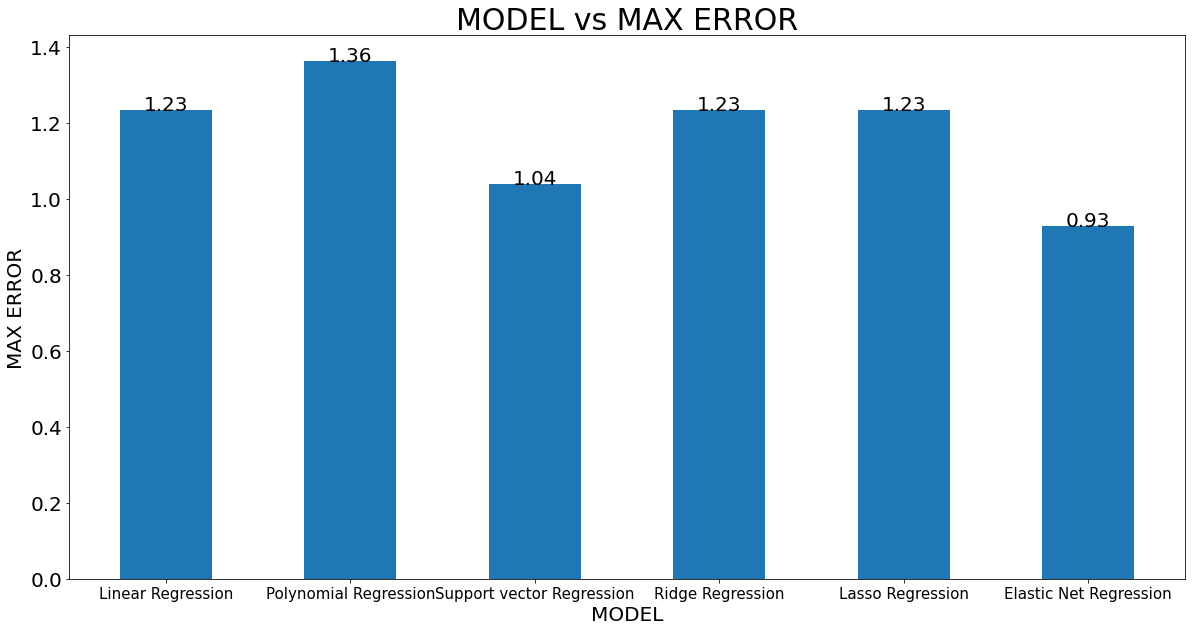 MODEL vs MAX ERROR
MAX ERROR
1.4
1.2
1.0
0.8
0.6
0.4
0.2
0.0
1.23
1.36
1.04
1.23
1.23
0.93
Linear Regression
Polynomial Regression
Support vector Regression
Ridge Regression
Lasso Regression
Elastic Net Regression
MODEL